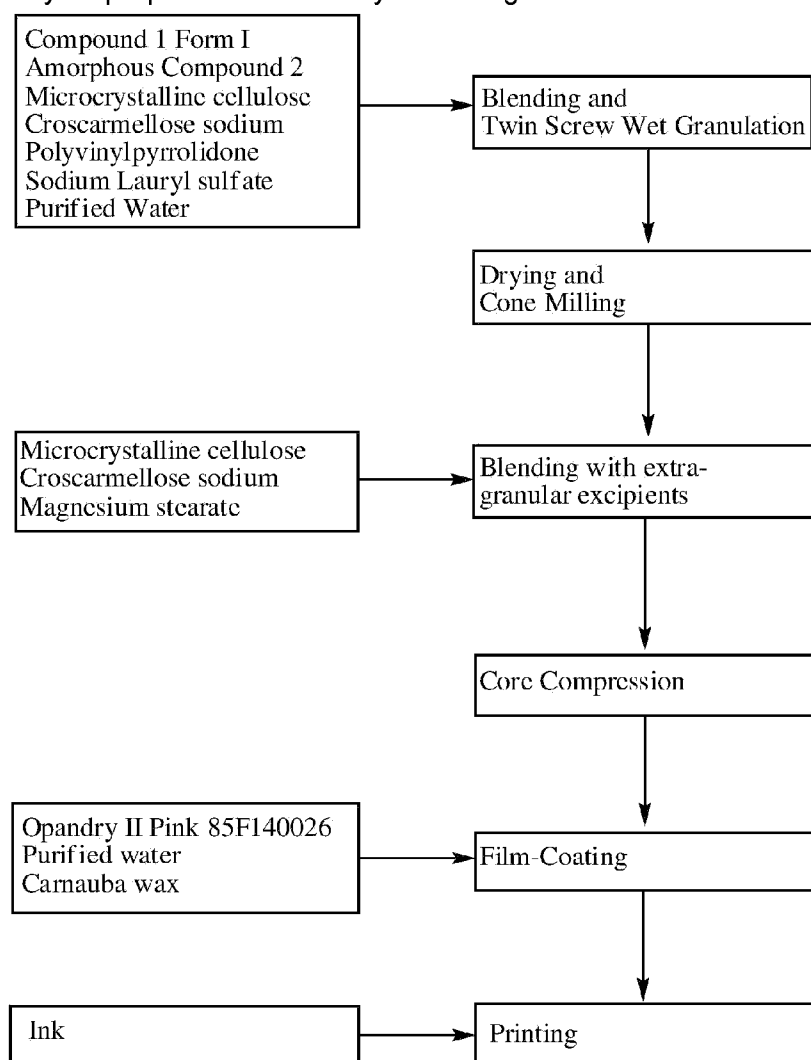 Compound 1 Form I
Amorphous Compound 2
Microcrystalline cellulose
Croscarmellose sodium
Polyvinylpyrrolidone
Sodium Lauryl sulfate
Purified Water
Blending and
Twin Screw Wet Granulation
Drying and
Cone Milling
Microcrystalline cellulose
Croscarmellose sodium
Magnesium stearate
Blending with extra-
granular excipients
Core Compression
Opandry II Pink 85F140026
Purified water
Carnauba wax
Film-Coating
Ink
Printing